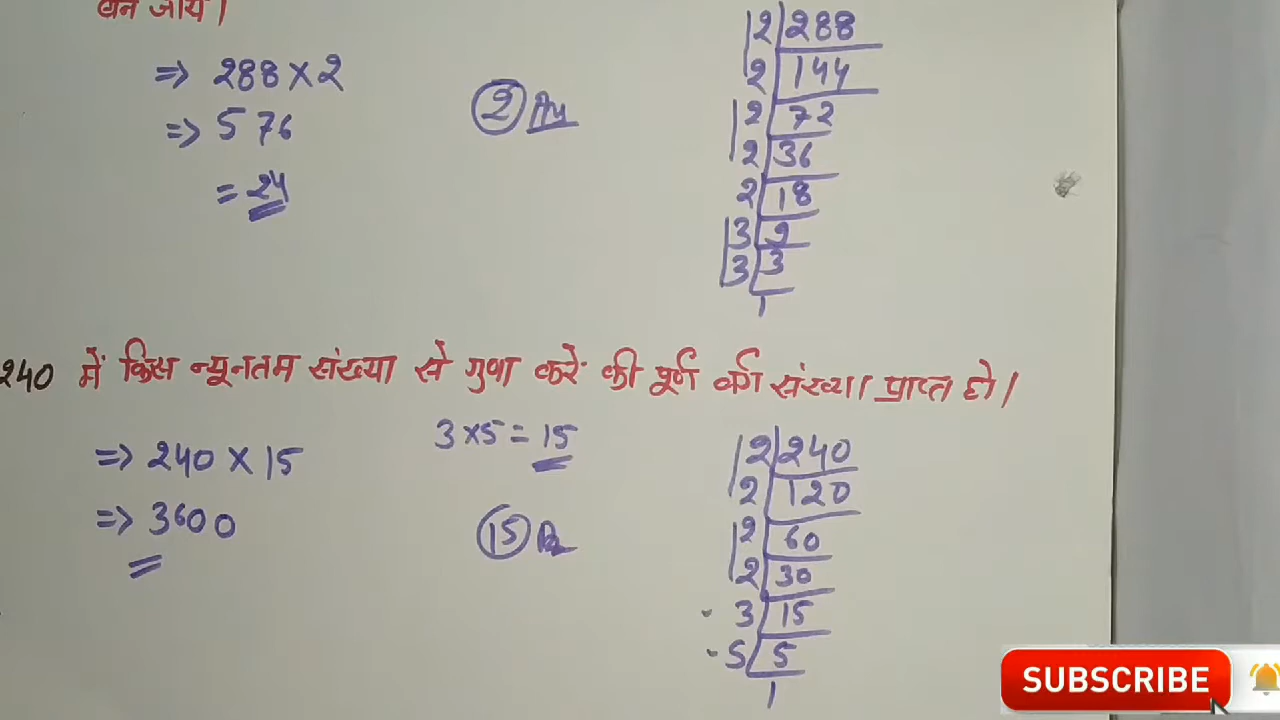 बन जाये।
⇒ 288 × 2
⇒ 576
= 24
② Ans
2 288
2 144
2 72
2 36
2 18
3 9
3 3
1
240 में किस न्यूनतम संख्या से गुणा करें की पूर्ण वर्ग संख्या प्राप्त हो।
⇒ 240 × 15
⇒ 3600
3 × 5 = 15
⑮
2 240
2 120
2 60
2 30
3 15
5 5
1
SUBSCRIBE